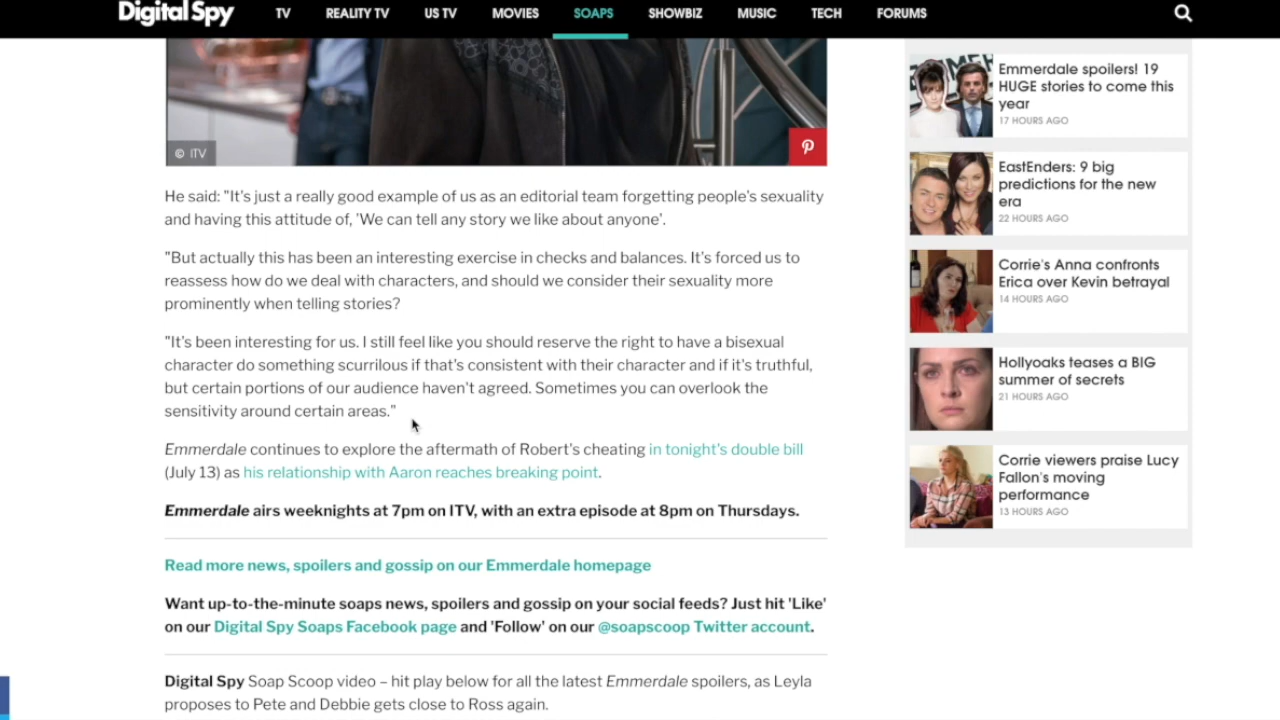 Digital Spy
TV
REALITY TV
US TV
MOVIES
SOAPS
SHOWBIZ
MUSIC
TECH
FORUMS
© ITV
He said: "It's just a really good example of us as an editorial team forgetting people's sexuality
and having this attitude of, 'We can tell any story we like about anyone'.
"But actually this has been an interesting exercise in checks and balances. It's forced us to
reassess how do we deal with characters, and should we consider their sexuality more
prominently when telling stories?
"It's been interesting for us. I still feel like you should reserve the right to have a bisexual
character do something scurrilous if that's consistent with their character and if it's truthful,
but certain portions of our audience haven't agreed. Sometimes you can overlook the
sensitivity around certain areas."
Emmerdale continues to explore the aftermath of Robert's cheating in tonight's double bill
(July 13) as his relationship with Aaron reaches breaking point.
Emmerdale airs weeknights at 7pm on ITV, with an extra episode at 8pm on Thursdays.
Read more news, spoilers and gossip on our Emmerdale homepage
Want up-to-the-minute soaps news, spoilers and gossip on your social feeds? Just hit 'Like'
on our Digital Spy Soaps Facebook page and 'Follow' on our @soapscoop Twitter account.
Digital Spy Soap Scoop video – hit play below for all the latest Emmerdale spoilers, as Leyla
proposes to Pete and Debbie gets close to Ross again.
Emmerdale spoilers! 19
HUGE stories to come this
year
17 HOURS AGO
EastEnders: 9 big
predictions for the new
era
22 HOURS AGO
Corrie's Anna confronts
Erica over Kevin betrayal
14 HOURS AGO
Hollyoaks teases a BIG
summer of secrets
21 HOURS AGO
Corrie viewers praise Lucy
Fallon's moving
performance
13 HOURS AGO